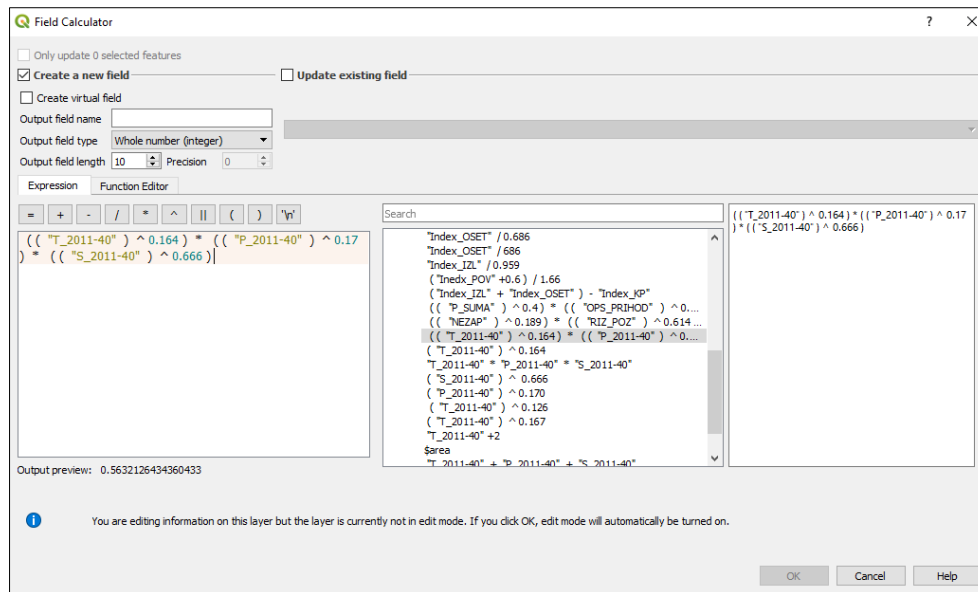 Field Calculator
? X
Only update 0 selected features
Create a new field
Update existing field
Create virtual field
Output field name
Output field type Whole number (integer)
Output field length 10 Precision 0
Expression Function Editor
= + - / * ^ || ( ) '\n'
(( "T_2011-40" ) ^0.164) * (( "P_2011-40" ) ^0.17
) * (( "S_2011-40" ) ^0.666)
Output preview: 0.5632126434360433
Search
"Index_OSET" / 0.686
"Index_OSET" / 686
"Index_IZL" / 0.959
("Inedx_POV" +0.6 ) / 1.66
("Index_IZL" + "Index_OSET" ) - "Index_KP"
(( "P_SUMA" ) ^0.4) * (( "OPS_PRIHOD" ) ^0....
(( "NEZAP" ) ^0.189) * (( "RIZ_POZ" ) ^0.614 ...
(( "T_2011-40" ) ^0.164) * (( "P_2011-40" ) ^0....
( "T_2011-40" ) ^0.164
"T_2011-40" * "P_2011-40" * "S_2011-40"
( "S_2011-40" ) ^ 0.666
( "P_2011-40" ) ^0.170
( "T_2011-40" ) ^0.126
( "T_2011-40" ) ^0.167
"T_2011-40" +2
$area
"T_2011-40" + "P_2011-40" + "S_2011-40"
(( "T_2011-40" ) ^ 0.164 ) * (( "P_2011-40" ) ^ 0.17
) * (( "S_2011-40" ) ^ 0.666 )
You are editing information on this layer but the layer is currently not in edit mode. If you click OK, edit mode will automatically be turned on.
OK Cancel Help